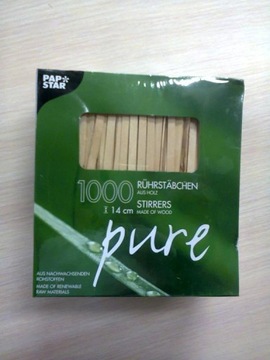 PAP
STAR
1000 RÜHRSTÄBCHEN
AUS HOLZ
STIRRERS
MADE OF WOOD
14 cm
pure
AUS NACHWACHSENDEN
ROHSTOFFEN
MADE OF RENEWABLE
RAW MATERIALS